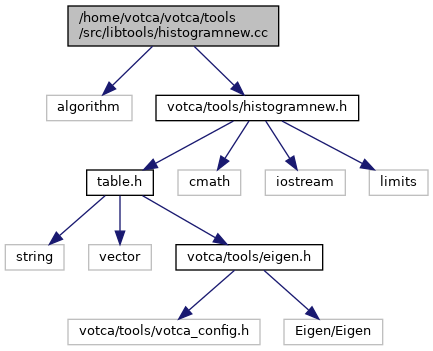 /home/votca/votca/tools
/src/libtools/histogramnew.cc
algorithm
votca/tools/histogramnew.h
table.h
cmath
iostream
limits
string
vector
votca/tools/eigen.h
votca/tools/votca_config.h
Eigen/Eigen